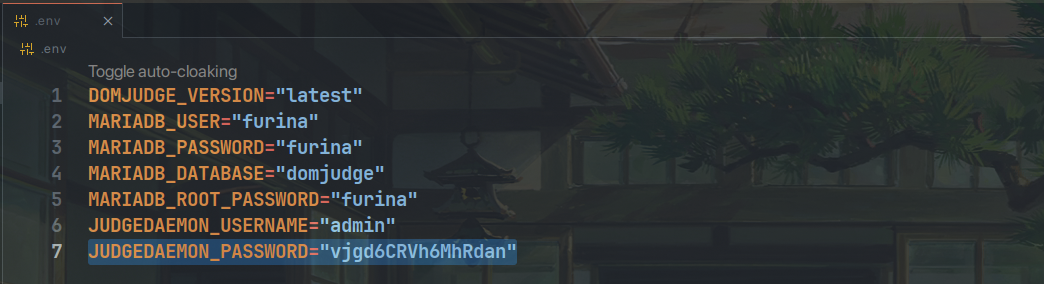 .env
.env
Toggle auto-cloaking
1 DOMJUDGE_VERSION="latest"
2 MARIADB_USER="furina"
3 MARIADB_PASSWORD="furina"
4 MARIADB_DATABASE="domjudge"
5 MARIADB_ROOT_PASSWORD="furina"
6 JUDGEDAEMON_USERNAME="admin"
7 JUDGEDAEMON_PASSWORD="vjgd6CRVh6MhRdan"